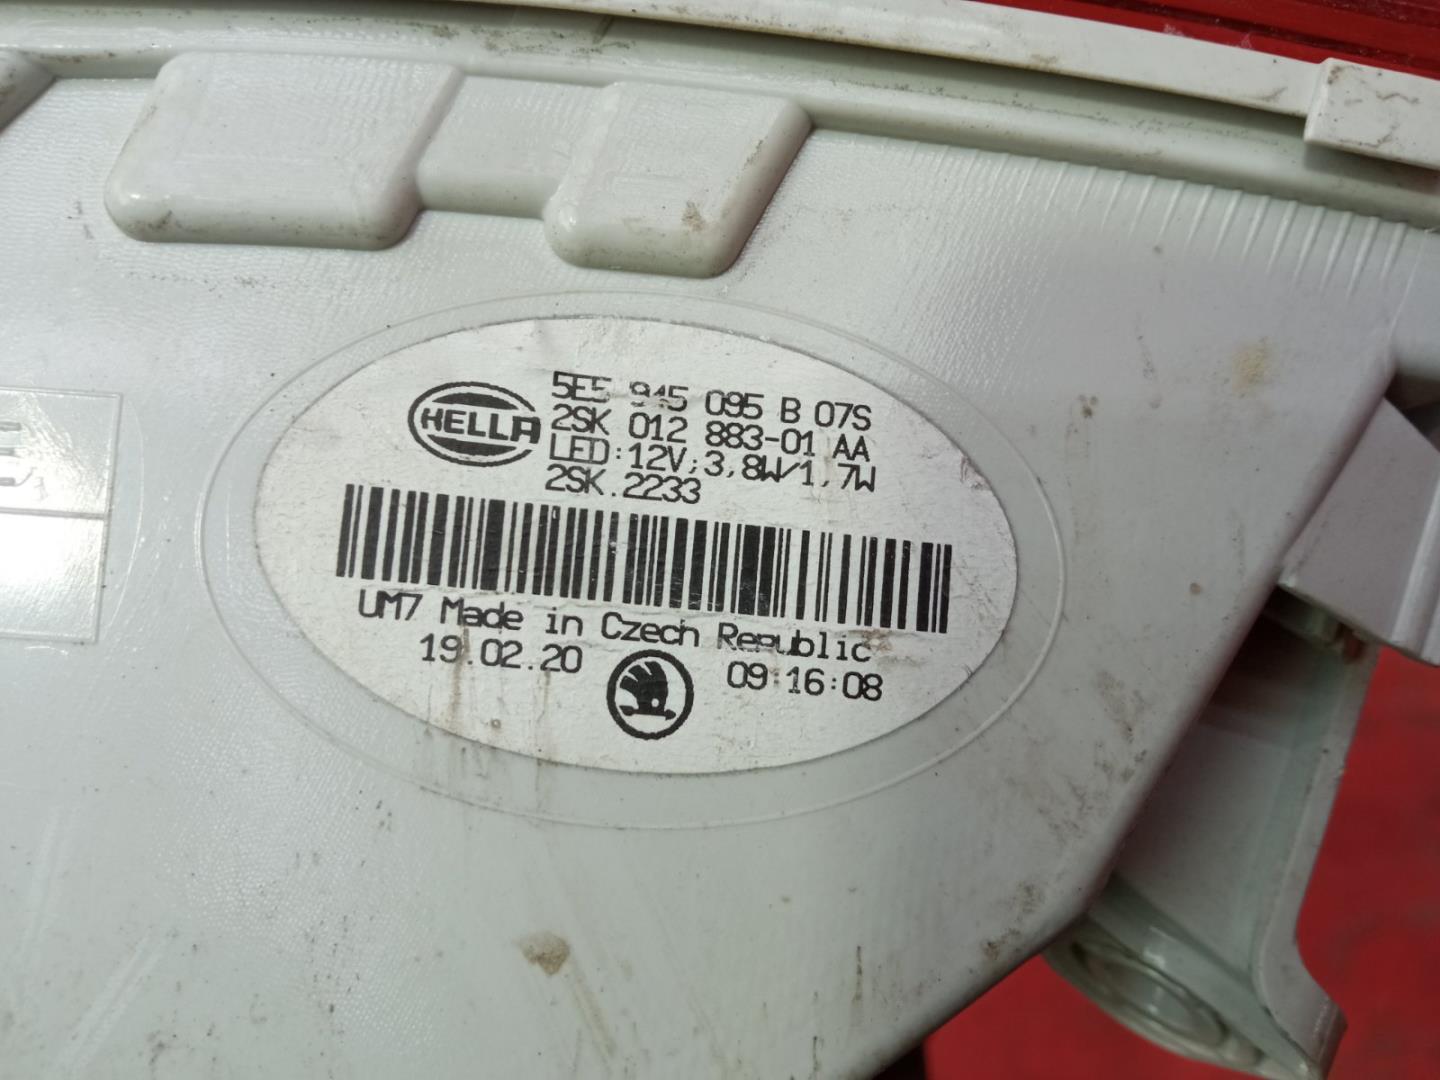 HELLA
5E5 945 095 B 07S
2SK 012 883-01 AA
LED: 12V; 3,8W/1,7W
2SK.2233
UM7 Made in Czech Republic
19.02.20 09:16:08